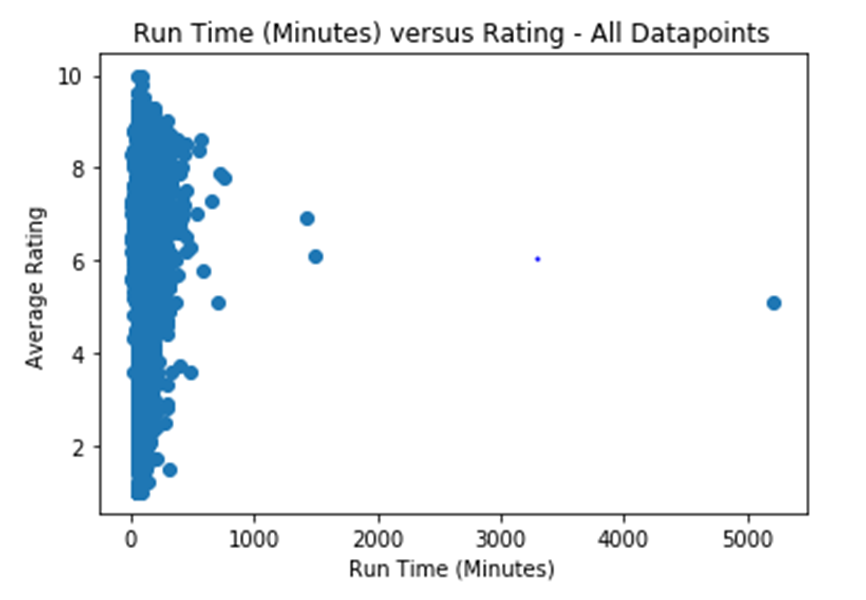 Run Time (Minutes) versus Rating - All Datapoints
10
8
6
4
2
Average Rating
0 1000 2000 3000 4000 5000
Run Time (Minutes)